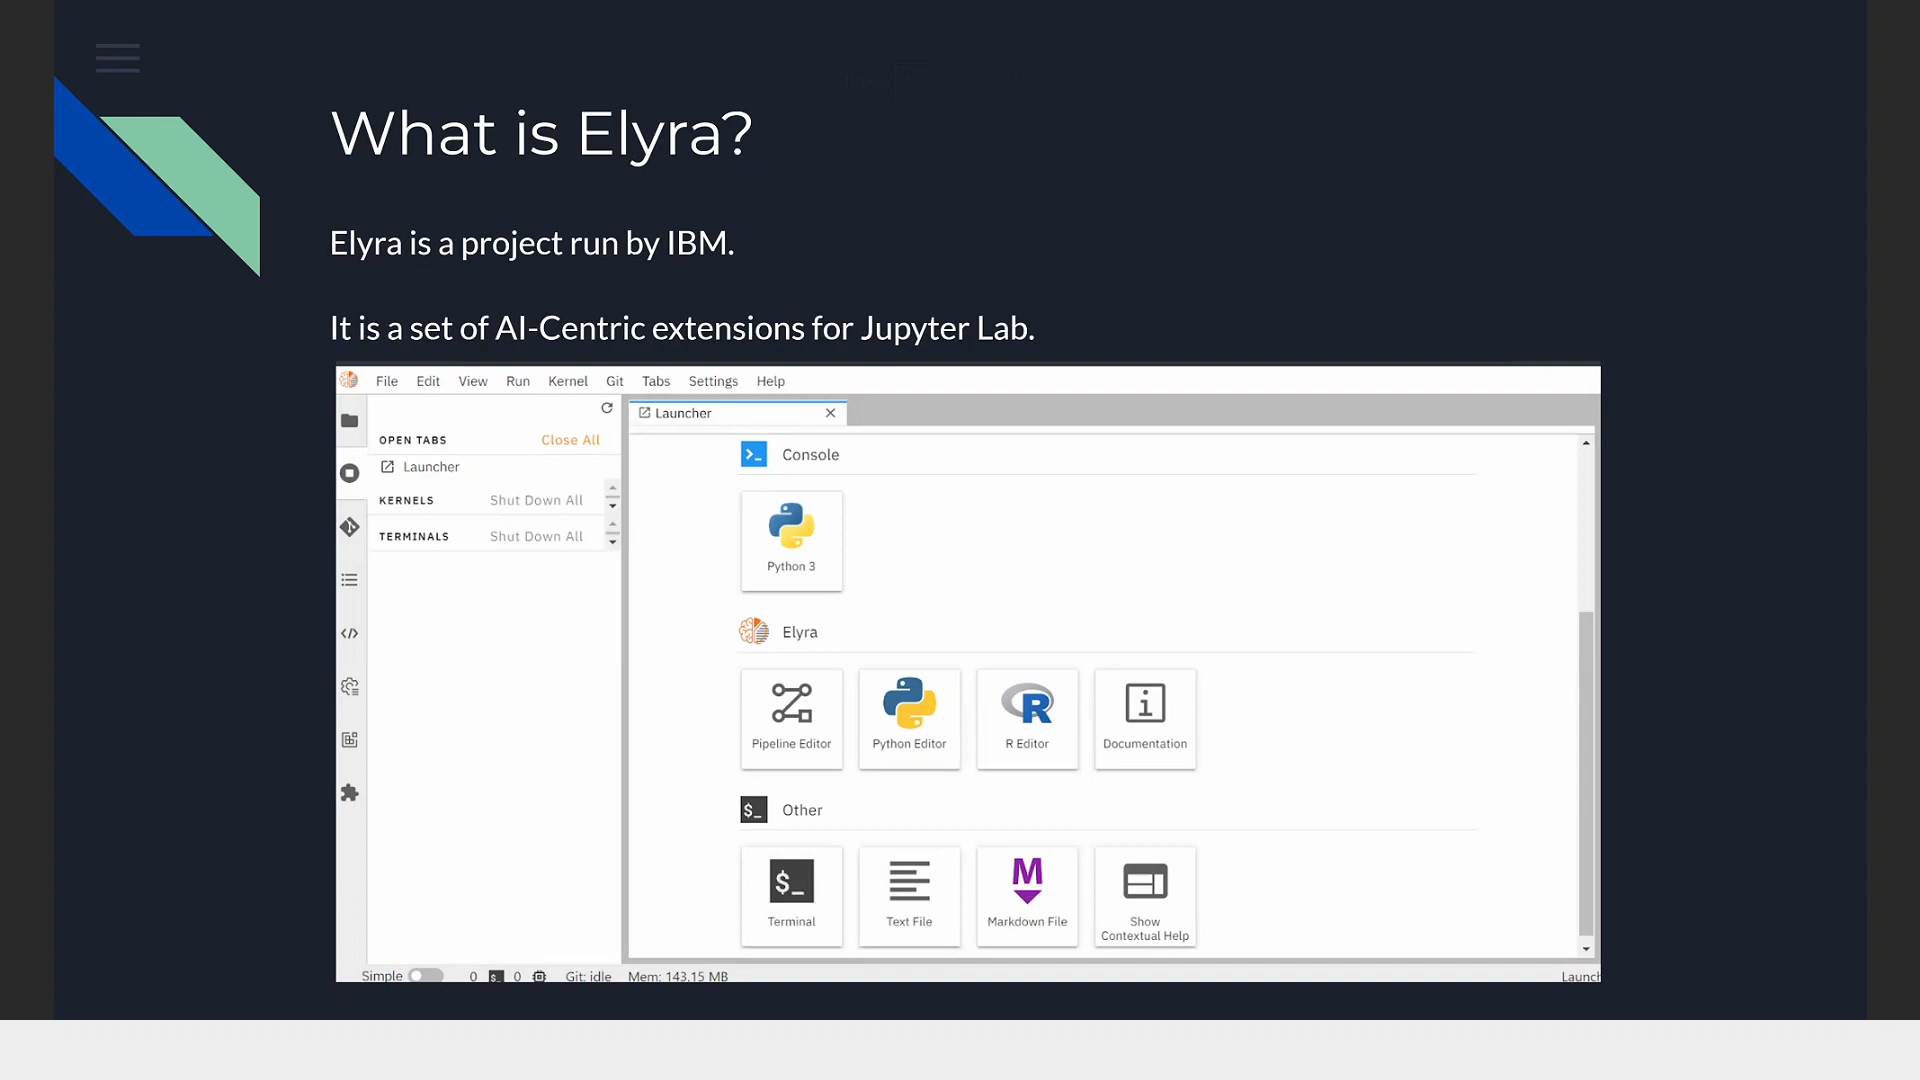 What is Elyra?
Elyra is a project run by IBM.
It is a set of AI-Centric extensions for Jupyter Lab.
File Edit View Run Kernel Git Tabs Settings Help
Launcher
OPEN TABS Close All
Launcher
KERNELS Shut Down All
TERMINALS Shut Down All
Console
Python 3
Elyra
Pipeline Editor Python Editor R Editor Documentation
$_ Other
$_ M
Terminal Text File Markdown File Show
Contextual Help
Simple 0 0 Git: idle Mem: 143.15 MB Launch